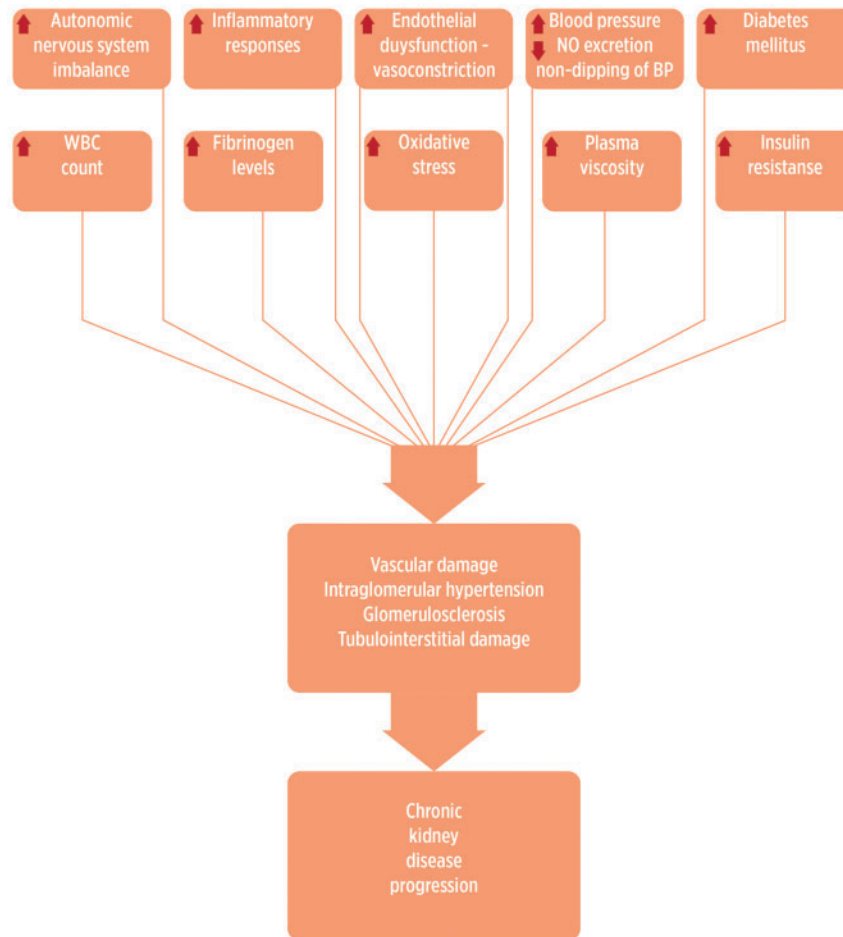 Autonomic
nervous system
imbalance
Inflammatory
responses
Endothelial
duysfunction -
vasoconstriction
Blood pressure
NO excretion
non-dipping of BP
Diabetes
mellitus
WBC
count
Fibrinogen
levels
Oxidative
stress
Plasma
viscosity
Insulin
resistanse
Vascular damage
Intraglomerular hypertension
Glomerulosclerosis
Tubulointerstitial damage
Chronic
kidney
disease
progression